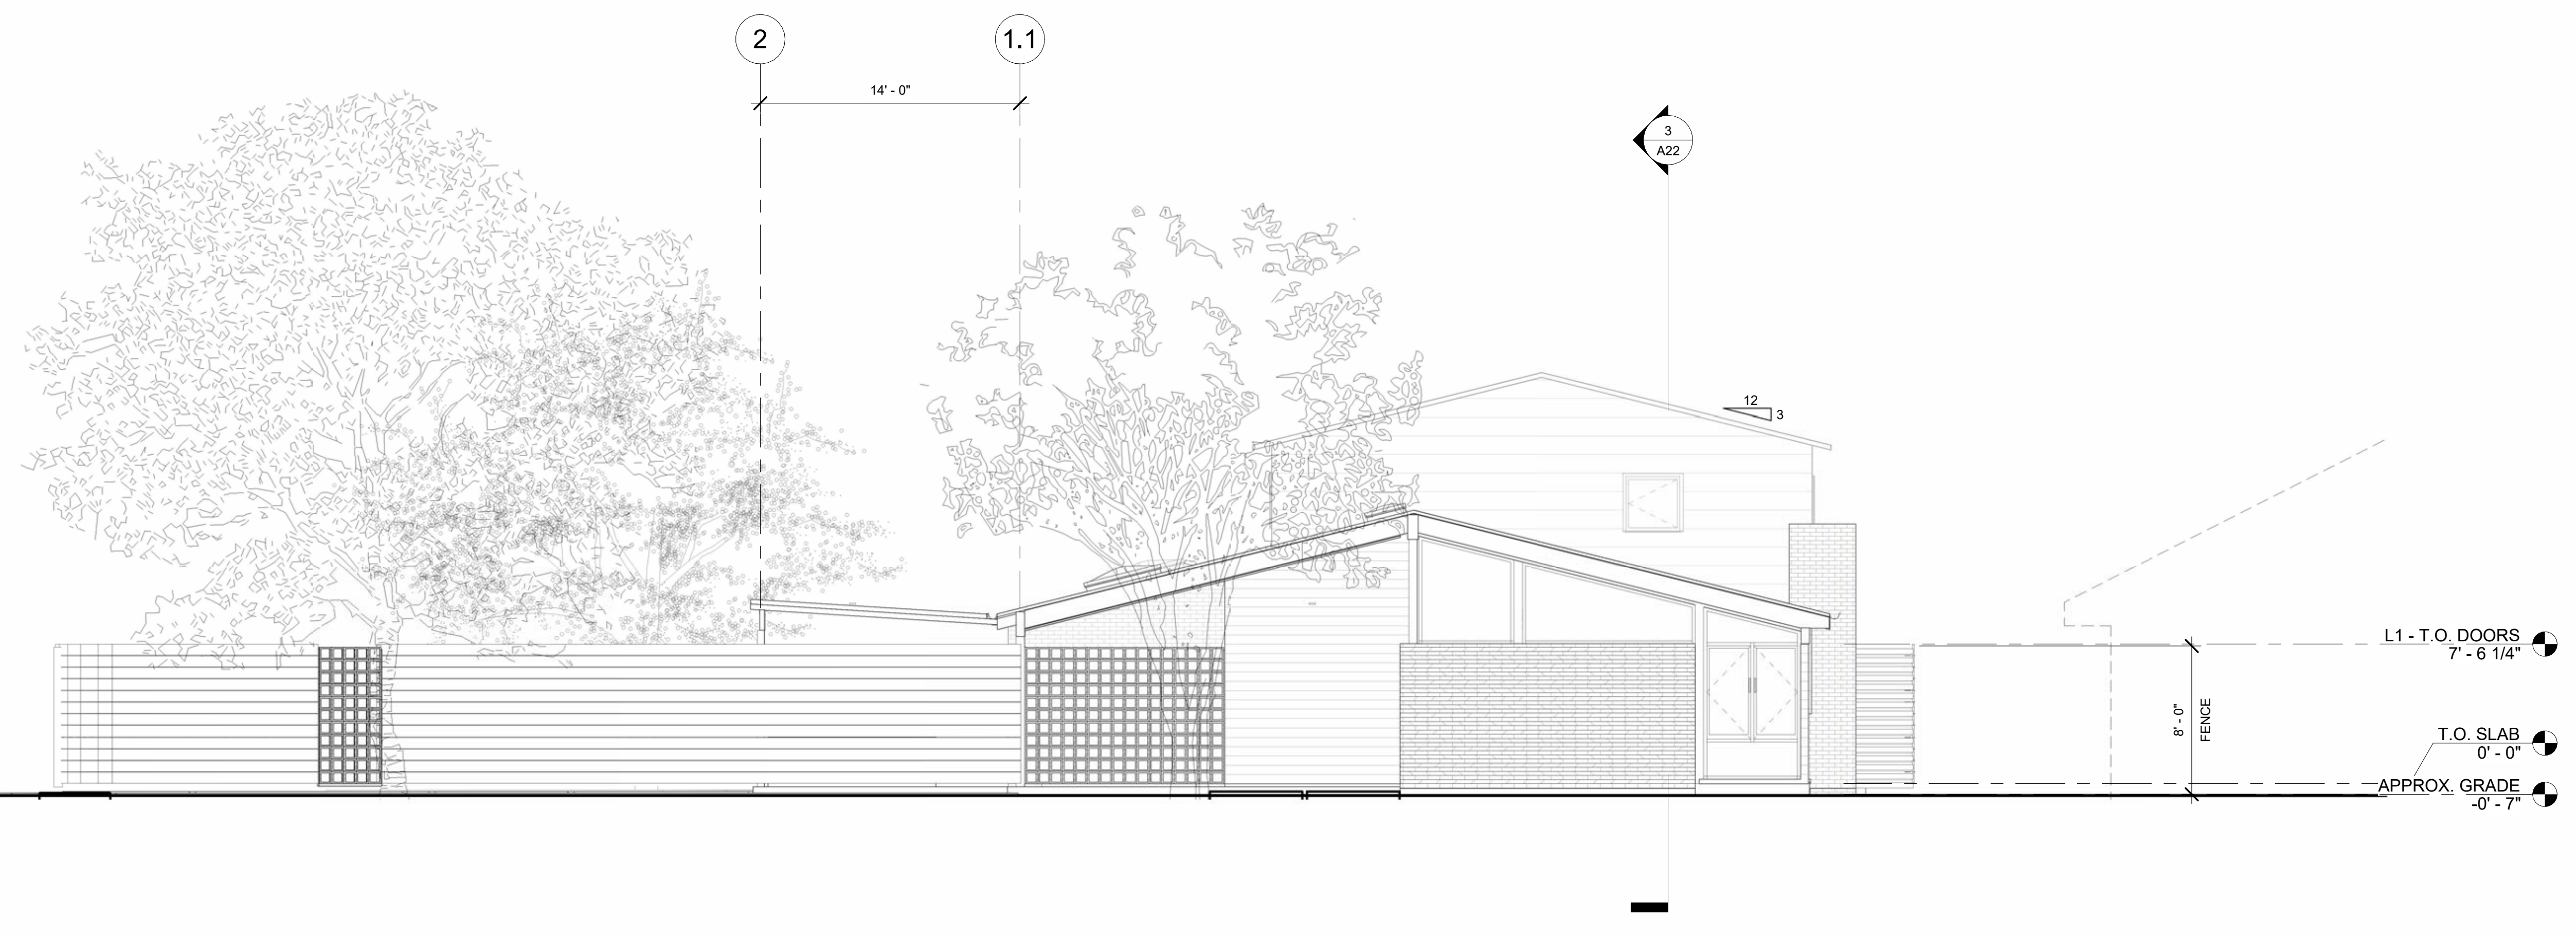 2
1.1
14' - 0"
3
A22
12
3
L1 - T.O. DOORS
7' - 6 1/4"
8' - 0"
FENCE
T.O. SLAB
0' - 0"
APPROX. GRADE
-0' - 7"